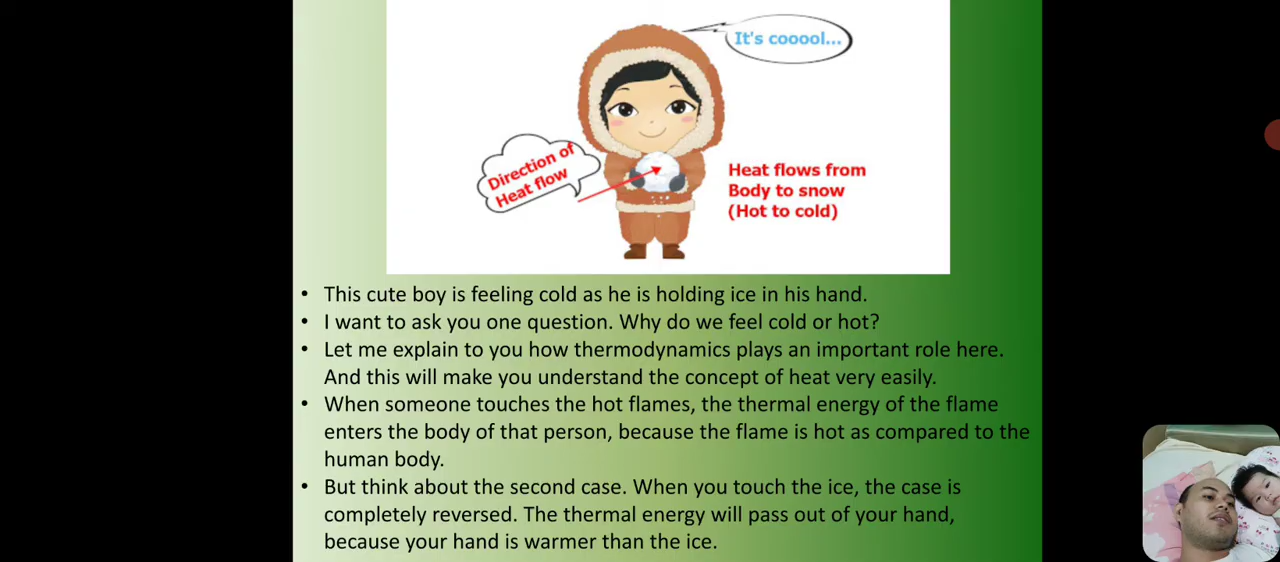 It's cooool...
Direction of
Heat flow
Heat flows from
Body to snow
(Hot to cold)
• This cute boy is feeling cold as he is holding ice in his hand.
• I want to ask you one question. Why do we feel cold or hot?
• Let me explain to you how thermodynamics plays an important role here.
And this will make you understand the concept of heat very easily.
• When someone touches the hot flames, the thermal energy of the flame
enters the body of that person, because the flame is hot as compared to the
human body.
• But think about the second case. When you touch the ice, the case is
completely reversed. The thermal energy will pass out of your hand,
because your hand is warmer than the ice.